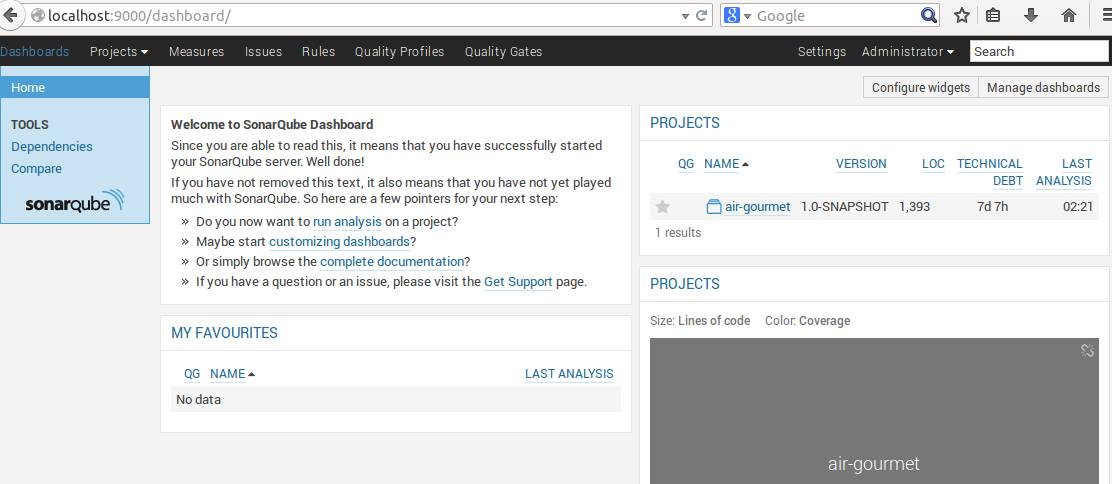 localhost:9000/dashboard/
Google
Dashboards Projects Measures Issues Rules Quality Profiles Quality Gates Settings Administrator Search
Home
TOOLS
Dependencies
Compare
sonarqube
Configure widgets Manage dashboards
Welcome to SonarQube Dashboard
Since you are able to read this, it means that you have successfully started
your SonarQube server. Well done!
If you have not removed this text, it also means that you have not yet played
much with SonarQube. So here are a few pointers for your next step:
» Do you now want to run analysis on a project?
» Maybe start customizing dashboards?
» Or simply browse the complete documentation?
» If you have a question or an issue, please visit the Get Support page.
MY FAVOURITES
QG NAME LAST ANALYSIS
No data
PROJECTS
QG NAME VERSION LOC TECHNICAL LAST
DEBT ANALYSIS
air-gourmet 1.0-SNAPSHOT 1,393 7d 7h 02:21
1 results
PROJECTS
Size: Lines of code Color: Coverage
air-gourmet